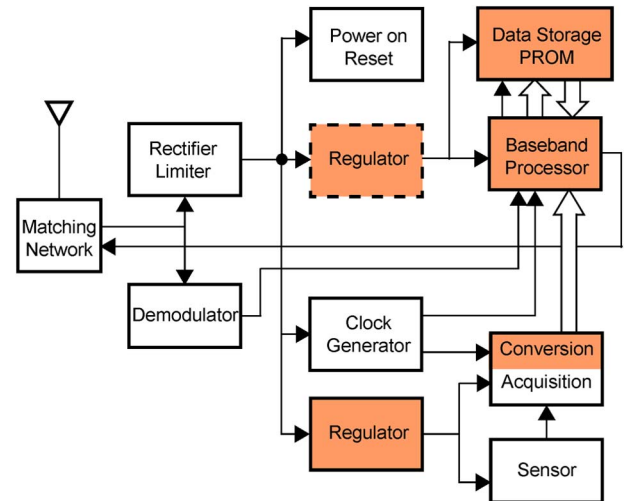 Power on
Reset
Data Storage
PROM
Rectifier
Limiter
Regulator
Baseband
Processor
Matching
Network
Demodulator
Clock
Generator
Conversion
Acquisition
Regulator
Sensor